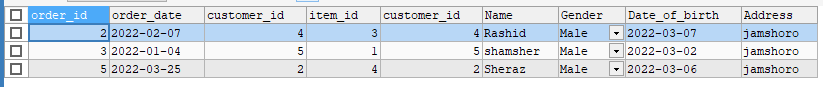 order_id order_date customer_id item_id customer_id Name Gender Date_of_birth Address
2 2022-02-07 4 3 4 Rashid Male 2022-03-07 jamshoro
3 2022-01-04 5 1 5 shamsher Male 2022-03-02 jamshoro
5 2022-03-25 2 4 2 Sheraz Male 2022-03-06 jamshoro